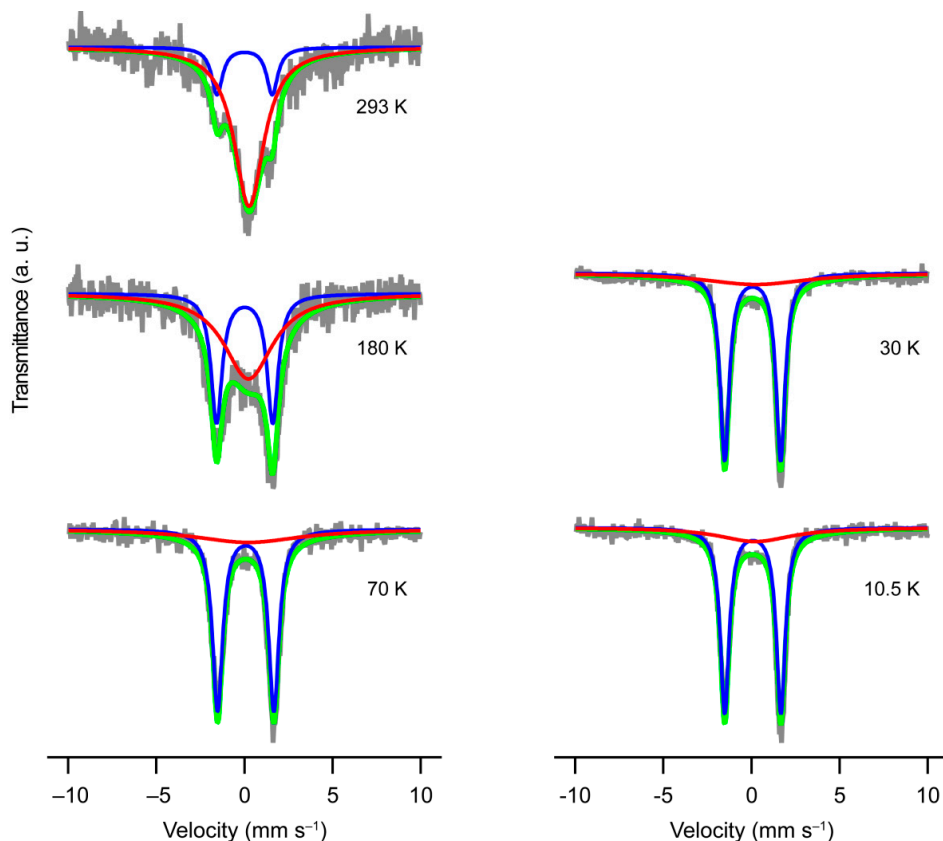 Transmittance (a. u.)
293 K
180 K
30 K
70 K
10.5 K
–10 –5 0 5 10
-10 -5 0 5 10
Velocity (mm s⁻¹)
Velocity (mm s⁻¹)